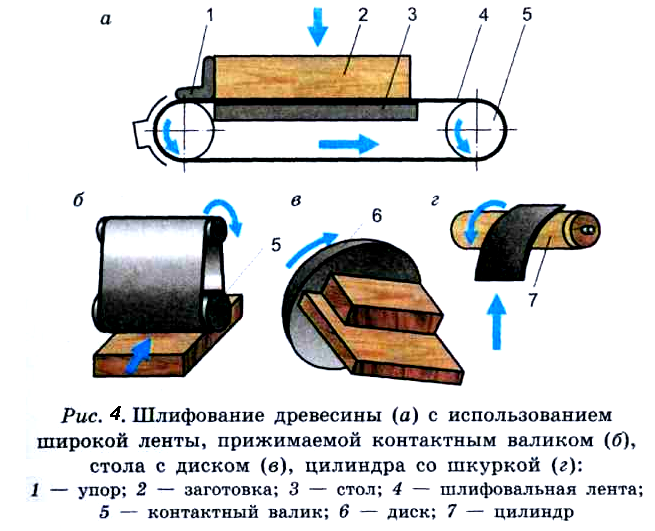 а 1 2 3 4 5
б 5 в 6 г 7
Рис. 4. Шлифование древесины (а) с использованием
широкой ленты, прижимаемой контактным валиком (б),
стола с диском (в), цилиндра со шкуркой (г):
1 — упор; 2 — заготовка; 3 — стол; 4 — шлифовальная лента;
5 — контактный валик; 6 — диск; 7 — цилиндр